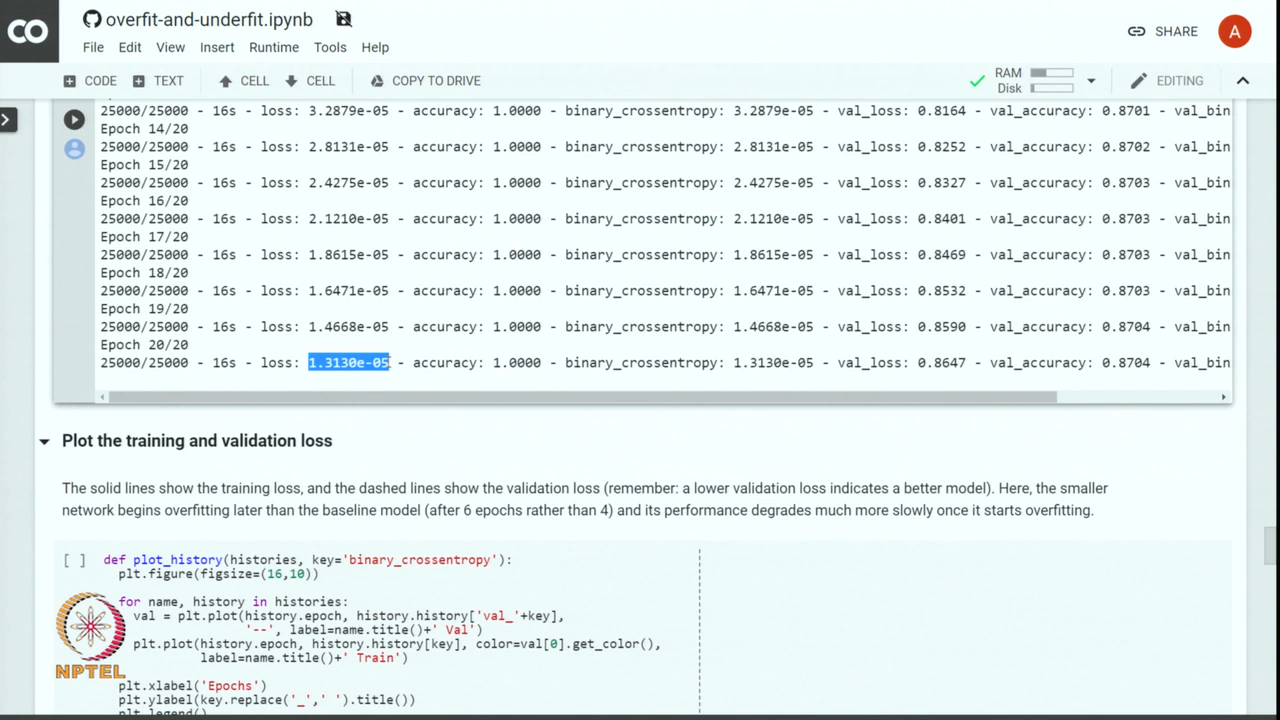 CO
overfit-and-underfit.ipynb
SHARE
A
File Edit View Insert Runtime Tools Help
CODE TEXT CELL CELL COPY TO DRIVE
RAM
Disk
EDITING
25000/25000 - 16s - loss: 3.2879e-05 - accuracy: 1.0000 - binary_crossentropy: 3.2879e-05 - val_loss: 0.8164 - val_accuracy: 0.8701 - val_bin
Epoch 14/20
25000/25000 - 16s - loss: 2.8131e-05 - accuracy: 1.0000 - binary_crossentropy: 2.8131e-05 - val_loss: 0.8252 - val_accuracy: 0.8702 - val_bin
Epoch 15/20
25000/25000 - 16s - loss: 2.4275e-05 - accuracy: 1.0000 - binary_crossentropy: 2.4275e-05 - val_loss: 0.8327 - val_accuracy: 0.8703 - val_bin
Epoch 16/20
25000/25000 - 16s - loss: 2.1210e-05 - accuracy: 1.0000 - binary_crossentropy: 2.1210e-05 - val_loss: 0.8401 - val_accuracy: 0.8703 - val_bin
Epoch 17/20
25000/25000 - 16s - loss: 1.8615e-05 - accuracy: 1.0000 - binary_crossentropy: 1.8615e-05 - val_loss: 0.8469 - val_accuracy: 0.8703 - val_bin
Epoch 18/20
25000/25000 - 16s - loss: 1.6471e-05 - accuracy: 1.0000 - binary_crossentropy: 1.6471e-05 - val_loss: 0.8532 - val_accuracy: 0.8703 - val_bin
Epoch 19/20
25000/25000 - 16s - loss: 1.4668e-05 - accuracy: 1.0000 - binary_crossentropy: 1.4668e-05 - val_loss: 0.8590 - val_accuracy: 0.8704 - val_bin
Epoch 20/20
25000/25000 - 16s - loss: 1.3130e-05 - accuracy: 1.0000 - binary_crossentropy: 1.3130e-05 - val_loss: 0.8647 - val_accuracy: 0.8704 - val_bin
Plot the training and validation loss
The solid lines show the training loss, and the dashed lines show the validation loss (remember: a lower validation loss indicates a better model). Here, the smaller
network begins overfitting later than the baseline model (after 6 epochs rather than 4) and its performance degrades much more slowly once it starts overfitting.
[ ] def plot_history(histories, key='binary_crossentropy'):
plt.figure(figsize=(16,10))
for name, history in histories:
val = plt.plot(history.epoch, history.history['val_'+key],
'--', label=name.title()+' Val')
plt.plot(history.epoch, history.history[key], color=val[0].get_color(),
label=name.title()+' Train')
NPTEL
plt.xlabel('Epochs')
plt.ylabel(key.replace('_',' ').title())
plt.legend()